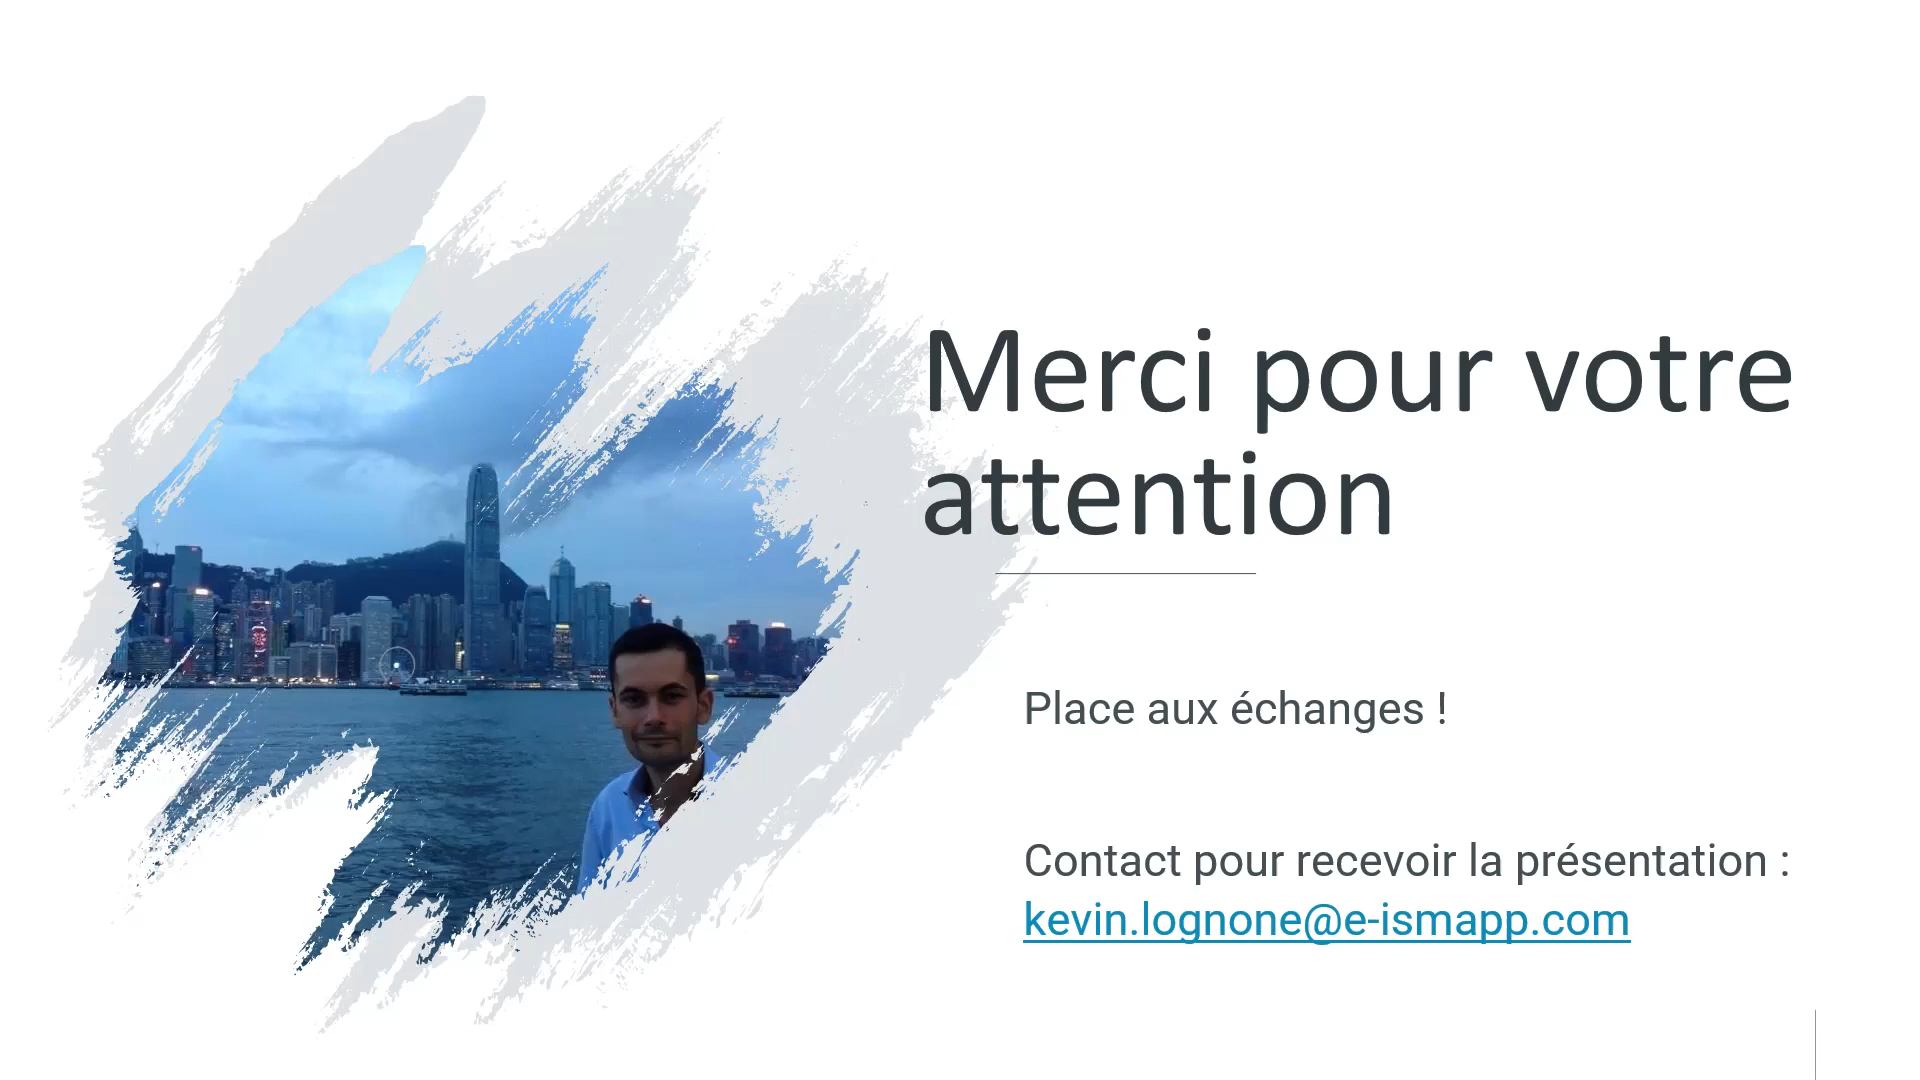 Merci pour votre
attention
Place aux échanges !
Contact pour recevoir la présentation :
kevin.lognone@e-ismapp.com